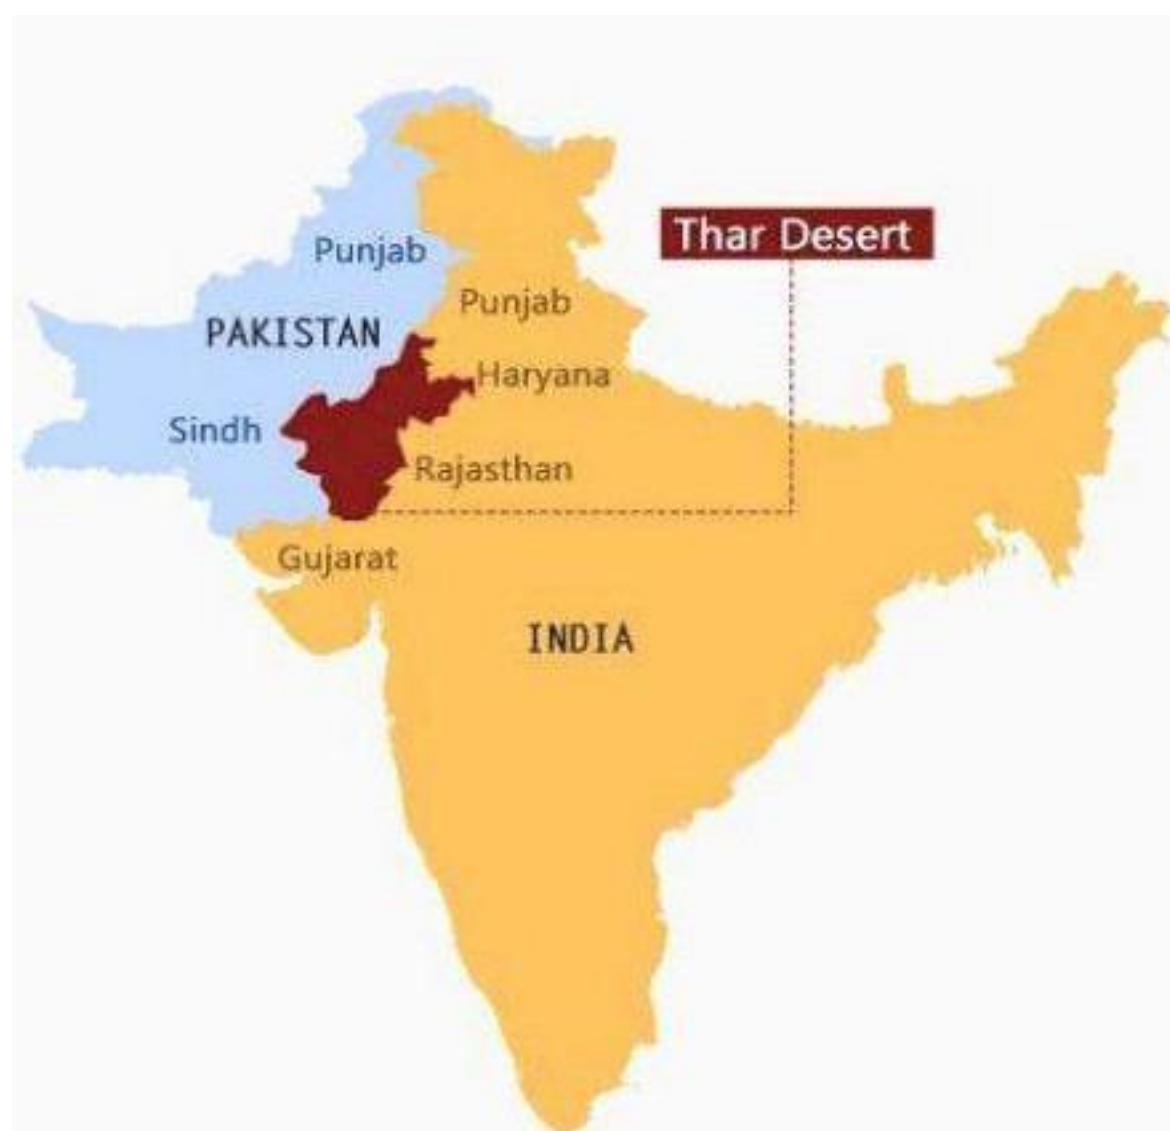 Thar Desert
Punjab
Punjab
PAKISTAN
Haryana
Sindh
Rajasthan
Gujarat
INDIA